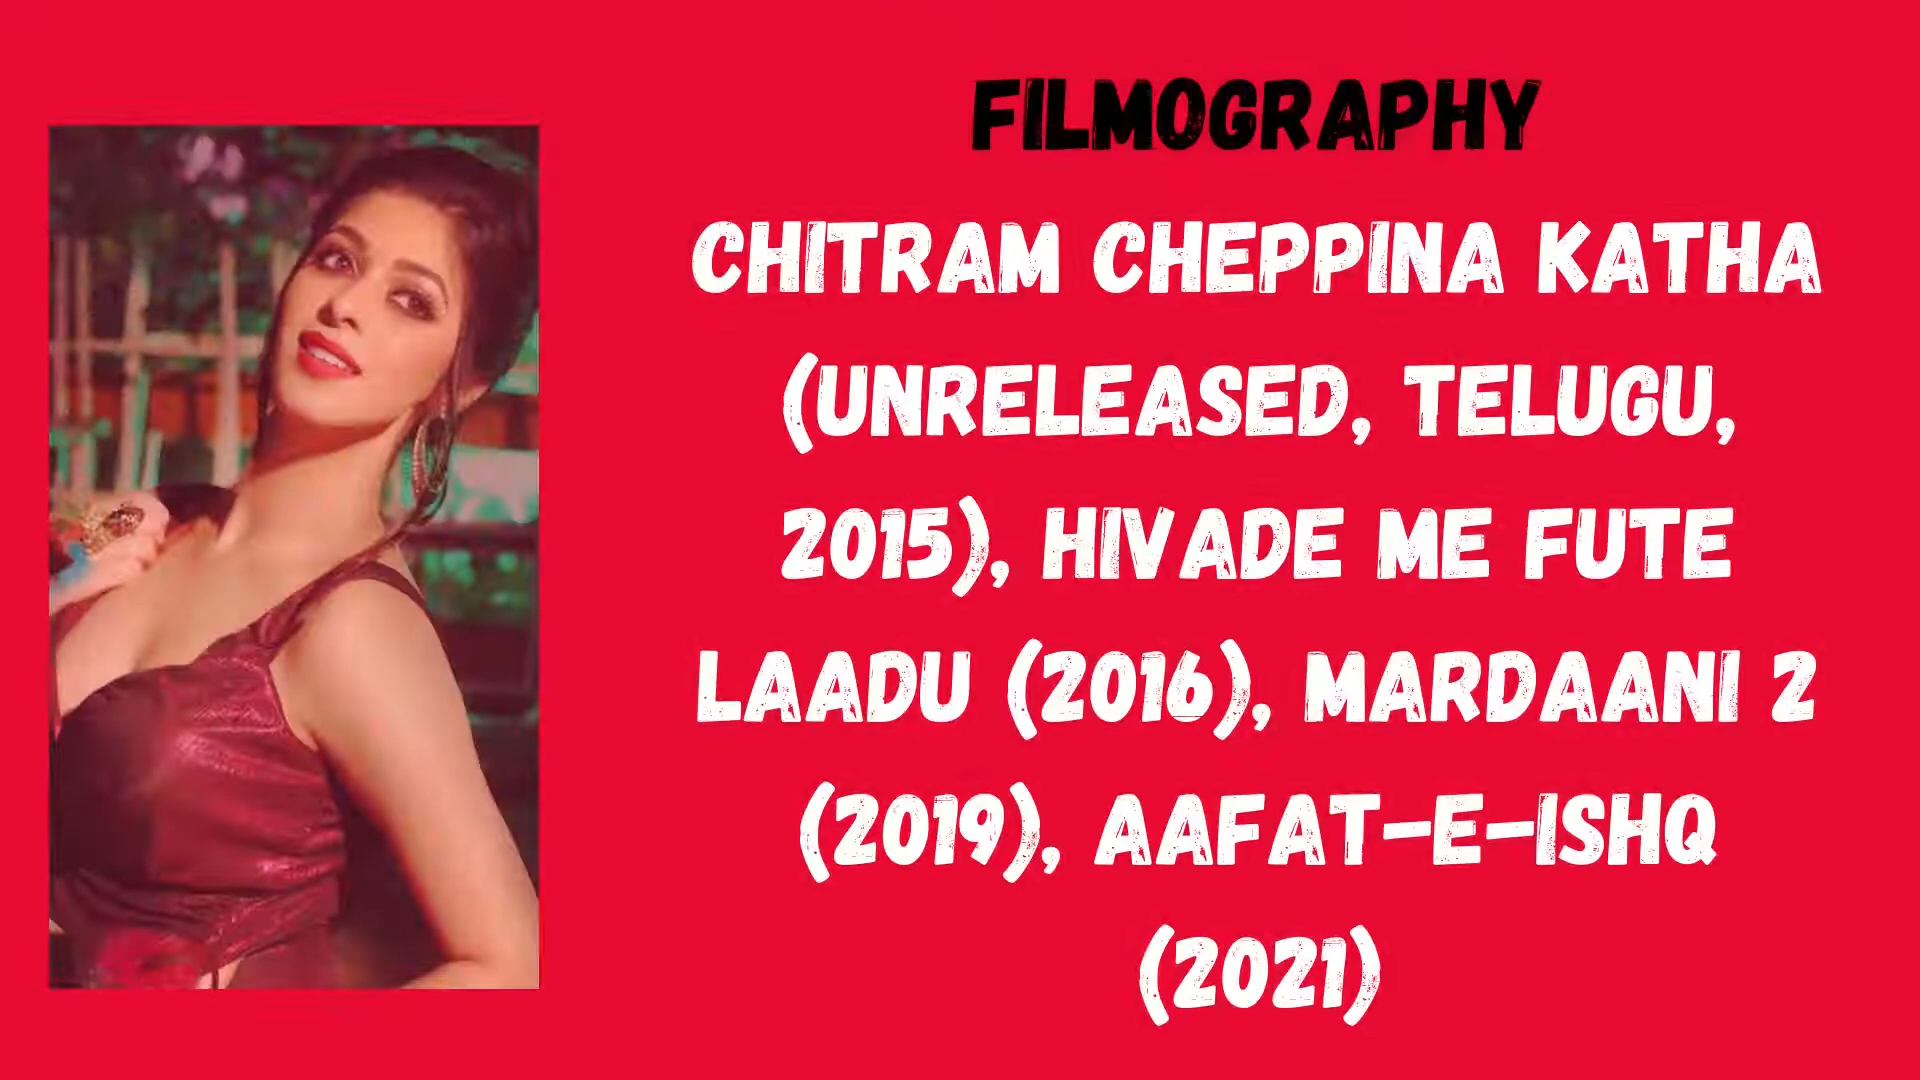 FILMOGRAPHY
CHITRAM CHEPPINA KATHA
(UNRELEASED, TELUGU,
2015), HIVADE ME FUTE
LAADU (2016), MARDAANI 2
(2019), AAFAT-E-ISHQ
(2021)